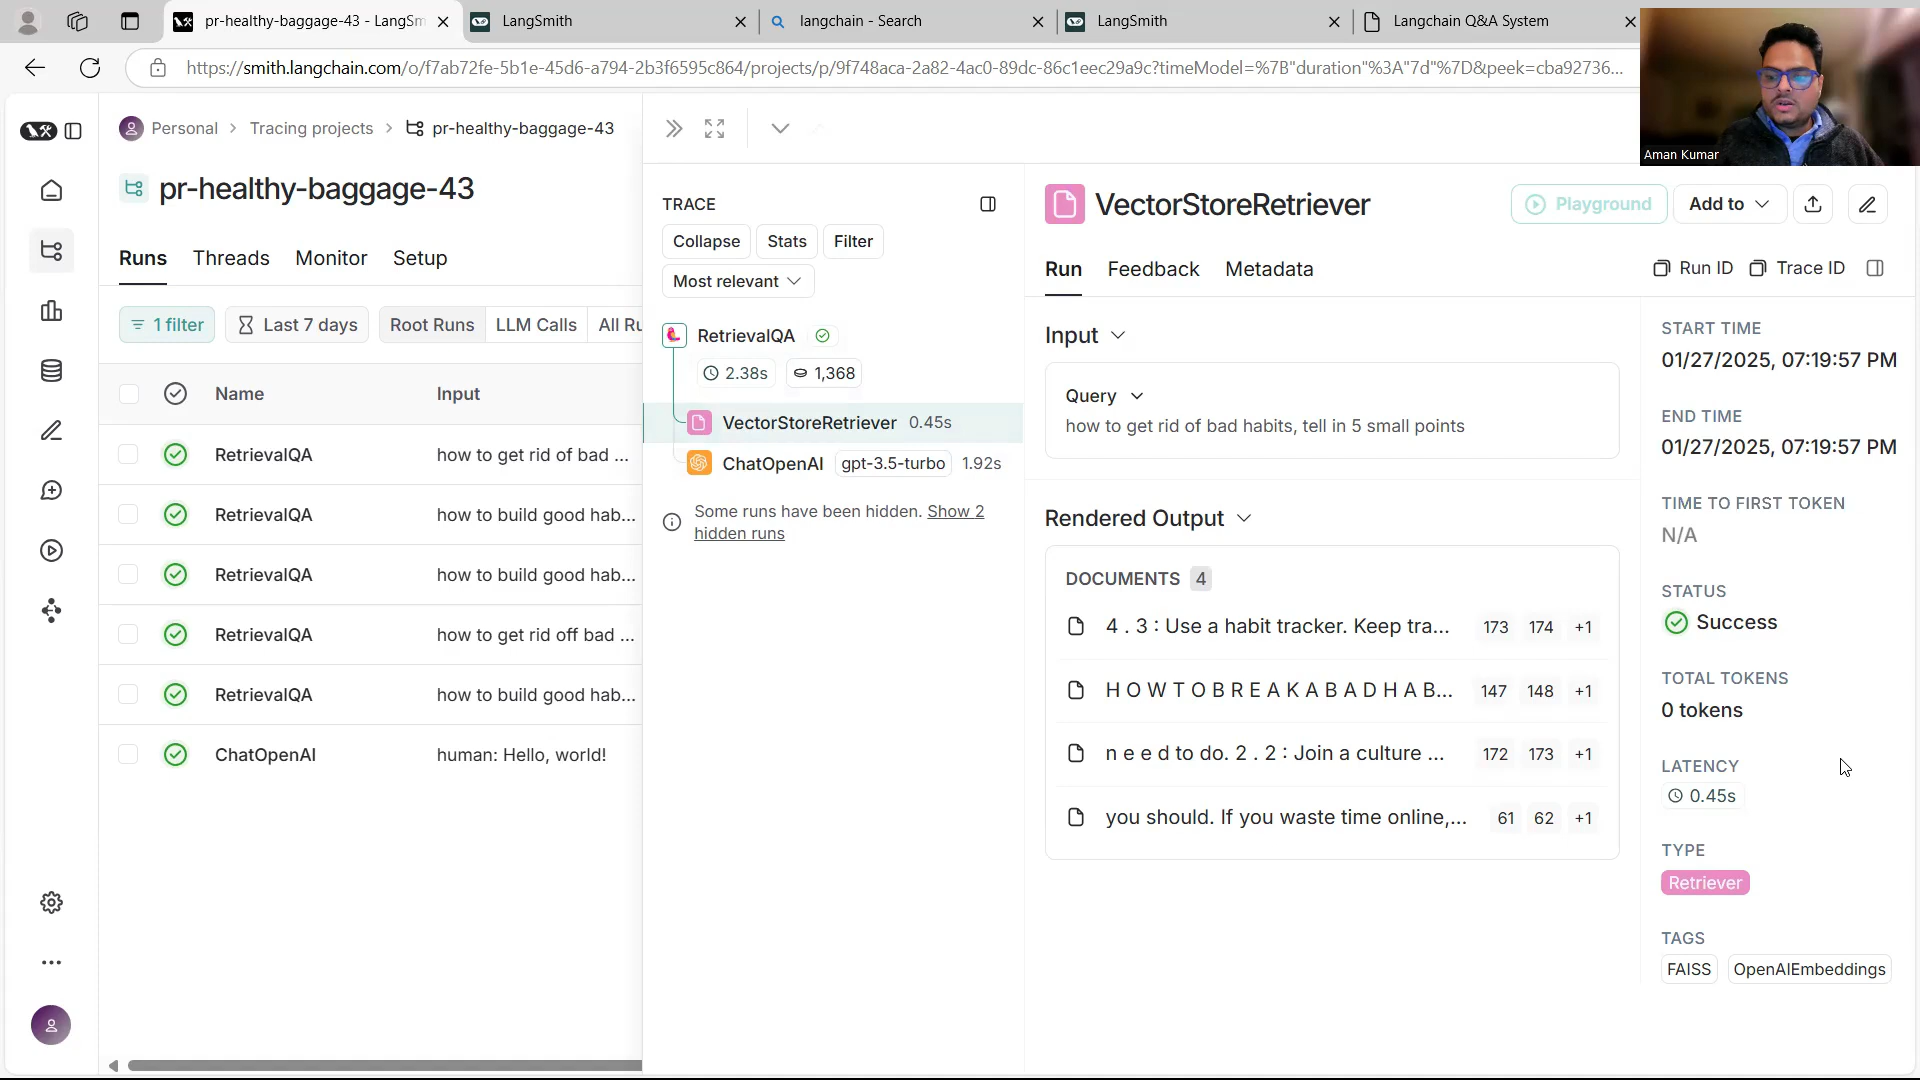 pr-healthy-baggage-43 - LangSm
LangSmith
langchain - Search
LangSmith
Langchain Q&A System
https://smith.langchain.com/o/f7ab72fe-5b1e-45d6-a794-2b3f6595c864/projects/p/9f748aca-2a82-4ac0-89dc-86c1eec29a9c?timeModel=%7B"duration"%3A"7d"%7D&peek=cba92736...
Aman Kumar
Personal > Tracing projects > pr-healthy-baggage-43
pr-healthy-baggage-43
Runs Threads Monitor Setup
1 filter Last 7 days Root Runs LLM Calls All Ru
Name Input
RetrievalQA how to get rid of bad ...
RetrievalQA how to build good hab...
RetrievalQA how to build good hab...
RetrievalQA how to get rid off bad ...
RetrievalQA how to build good hab...
ChatOpenAI human: Hello, world!
TRACE
Collapse Stats Filter
Most relevant
RetrievalQA
2.38s 1,368
VectorStoreRetriever 0.45s
ChatOpenAI gpt-3.5-turbo 1.92s
Some runs have been hidden. Show 2
hidden runs
VectorStoreRetriever
Playground Add to
Run Feedback Metadata
Run ID Trace ID
Input
Query
how to get rid of bad habits, tell in 5 small points
Rendered Output
DOCUMENTS 4
4 . 3 : Use a habit tracker. Keep tra... 173 174 +1
H O W T O B R E A K A B A D H A B... 147 148 +1
n e e d to do. 2 . 2 : Join a culture ... 172 173 +1
you should. If you waste time online,... 61 62 +1
START TIME
01/27/2025, 07:19:57 PM
END TIME
01/27/2025, 07:19:57 PM
TIME TO FIRST TOKEN
N/A
STATUS
Success
TOTAL TOKENS
0 tokens
LATENCY
0.45s
TYPE
Retriever
TAGS
FAISS OpenAIEmbeddings